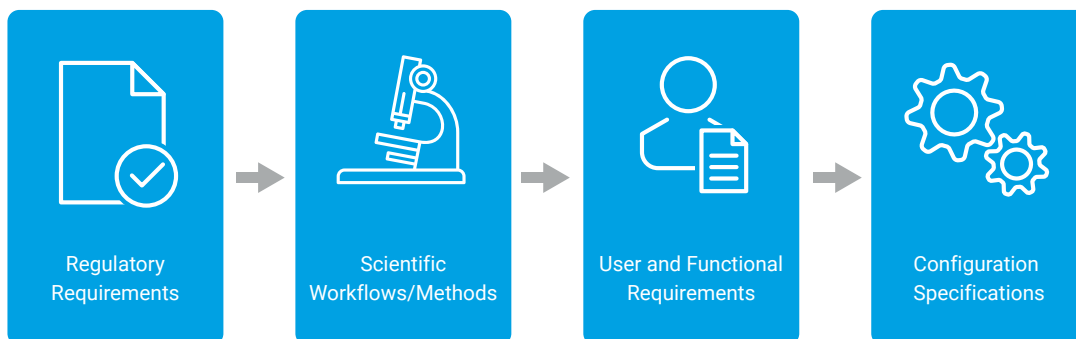 Regulatory
Requirements
Scientific
Workflows/Methods
User and Functional
Requirements
Configuration
Specifications